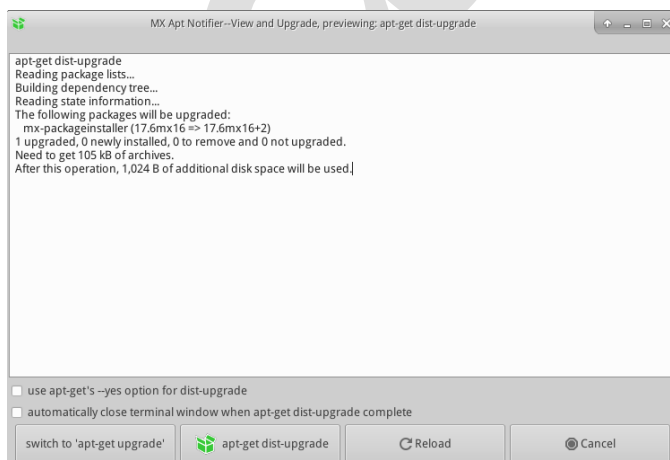 MX Apt Notifier--View and Upgrade, previewing: apt-get dist-upgrade
apt-get dist-upgrade
Reading package lists...
Building dependency tree...
Reading state information...
The following packages will be upgraded:
mx-packageinstaller (17.6mx16 => 17.6mx16+2)
1 upgraded, 0 newly installed, 0 to remove and 0 not upgraded.
Need to get 105 kB of archives.
After this operation, 1,024 B of additional disk space will be used.
use apt-get's --yes option for dist-upgrade
automatically close terminal window when apt-get dist-upgrade complete
switch to 'apt-get upgrade'
apt-get dist-upgrade
Reload
Cancel